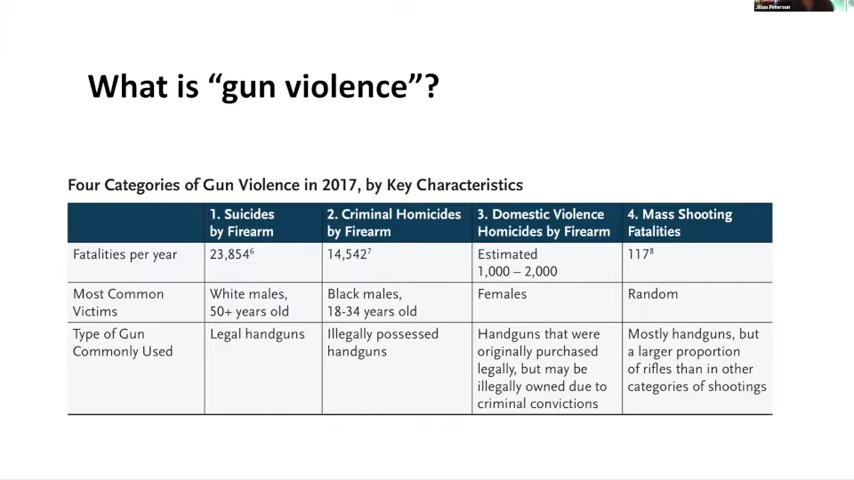 Jillian Peterson
What is “gun violence”?
Four Categories of Gun Violence in 2017, by Key Characteristics
1. Suicides
by Firearm
2. Criminal Homicides
by Firearm
3. Domestic Violence
Homicides by Firearm
4. Mass Shooting
Fatalities
Fatalities per year
23,854⁶
14,542⁷
Estimated
1,000 – 2,000
117⁸
Most Common
Victims
White males,
50+ years old
Black males,
18-34 years old
Females
Random
Type of Gun
Commonly Used
Legal handguns
Illegally possessed
handguns
Handguns that were
originally purchased
legally, but may be
illegally owned due to
criminal convictions
Mostly handguns, but
a larger proportion
of rifles than in other
categories of shootings